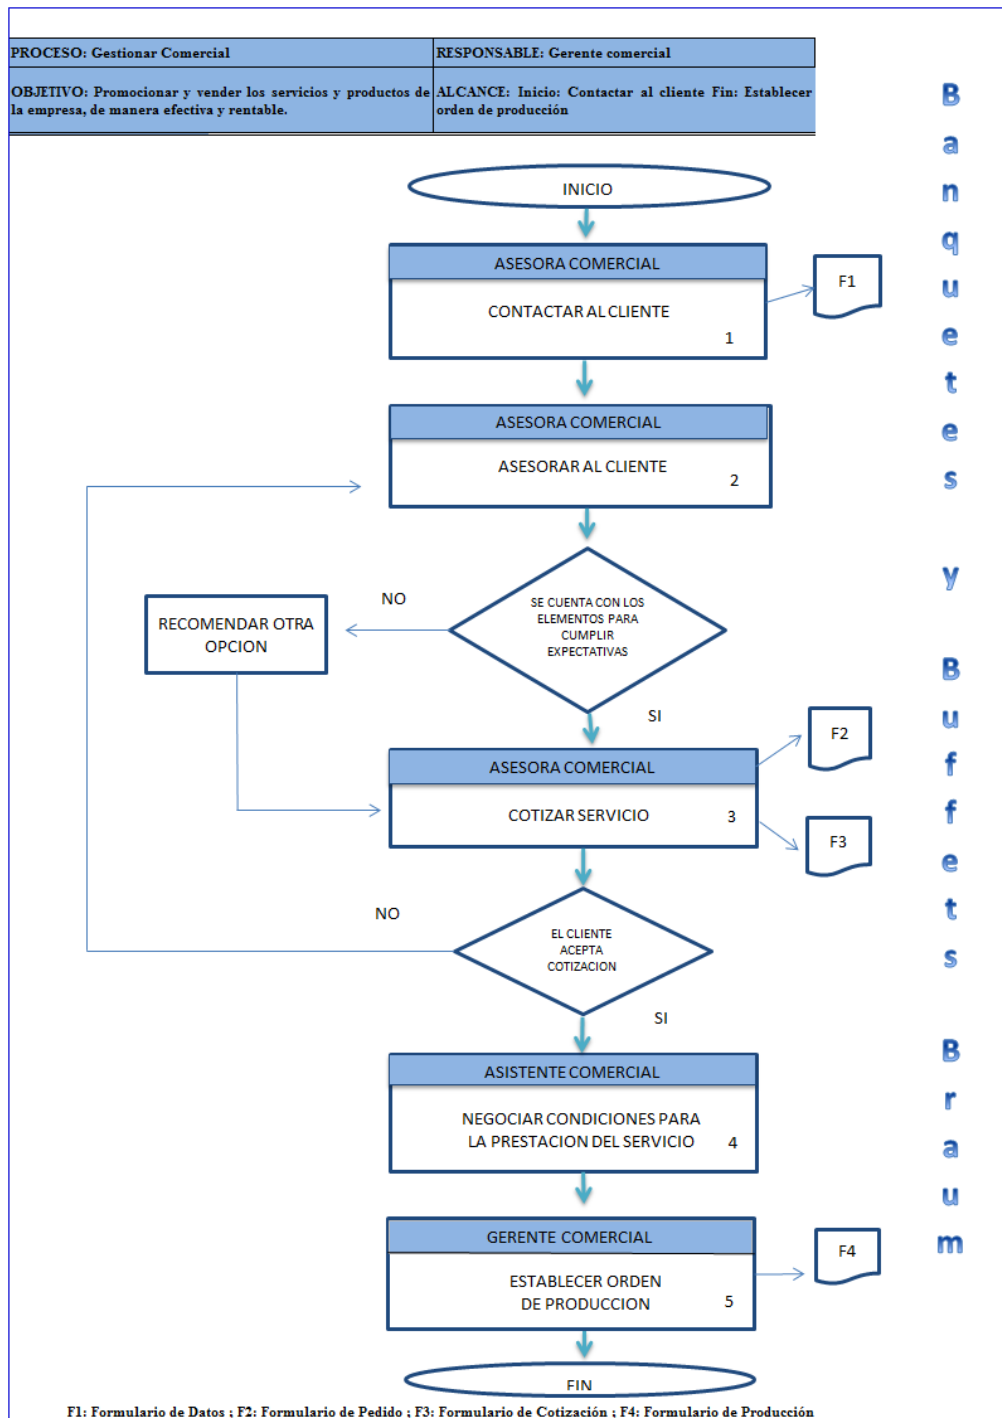 PROCESO: Gestionar Comercial
RESPONSABLE: Gerente comercial
OBJETIVO: Promocionar y vender los servicios y productos de
la empresa, de manera efectiva y rentable.
ALCANCE: Inicio: Contactar al cliente Fin: Establecer
orden de producción
INICIO
ASESORA COMERCIAL
CONTACTAR AL CLIENTE
1
F1
ASESORA COMERCIAL
ASESORAR AL CLIENTE
2
SE CUENTA CON LOS
ELEMENTOS PARA
CUMPLIR
EXPECTATIVAS
NO
RECOMENDAR OTRA
OPCION
SI
ASESORA COMERCIAL
COTIZAR SERVICIO
3
F2
F3
EL CLIENTE
ACEPTA
COTIZACION
NO
SI
ASISTENTE COMERCIAL
NEGOCIAR CONDICIONES PARA
LA PRESTACION DEL SERVICIO
4
GERENTE COMERCIAL
ESTABLECER ORDEN
DE PRODUCCION
5
F4
FIN
F1: Formulario de Datos ; F2: Formulario de Pedido ; F3: Formulario de Cotización ; F4: Formulario de Producción
Banquetes y Buffets Braum